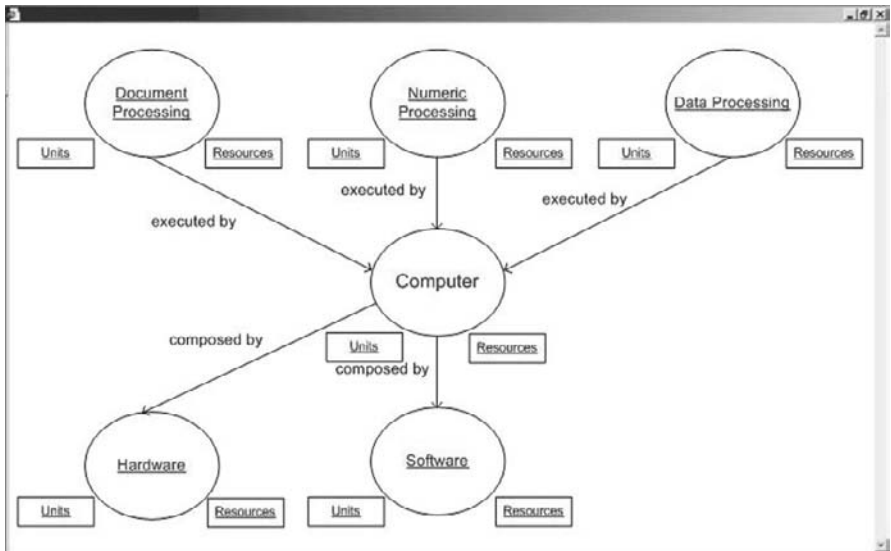 Document
Processing
Numeric
Processing
Data Processing
Units
Resources
Units
Resources
Units
Resources
executed by
executed by
executed by
Computer
composed by
Units
Resources
composed by
Hardware
Software
Units
Resources
Units
Resources